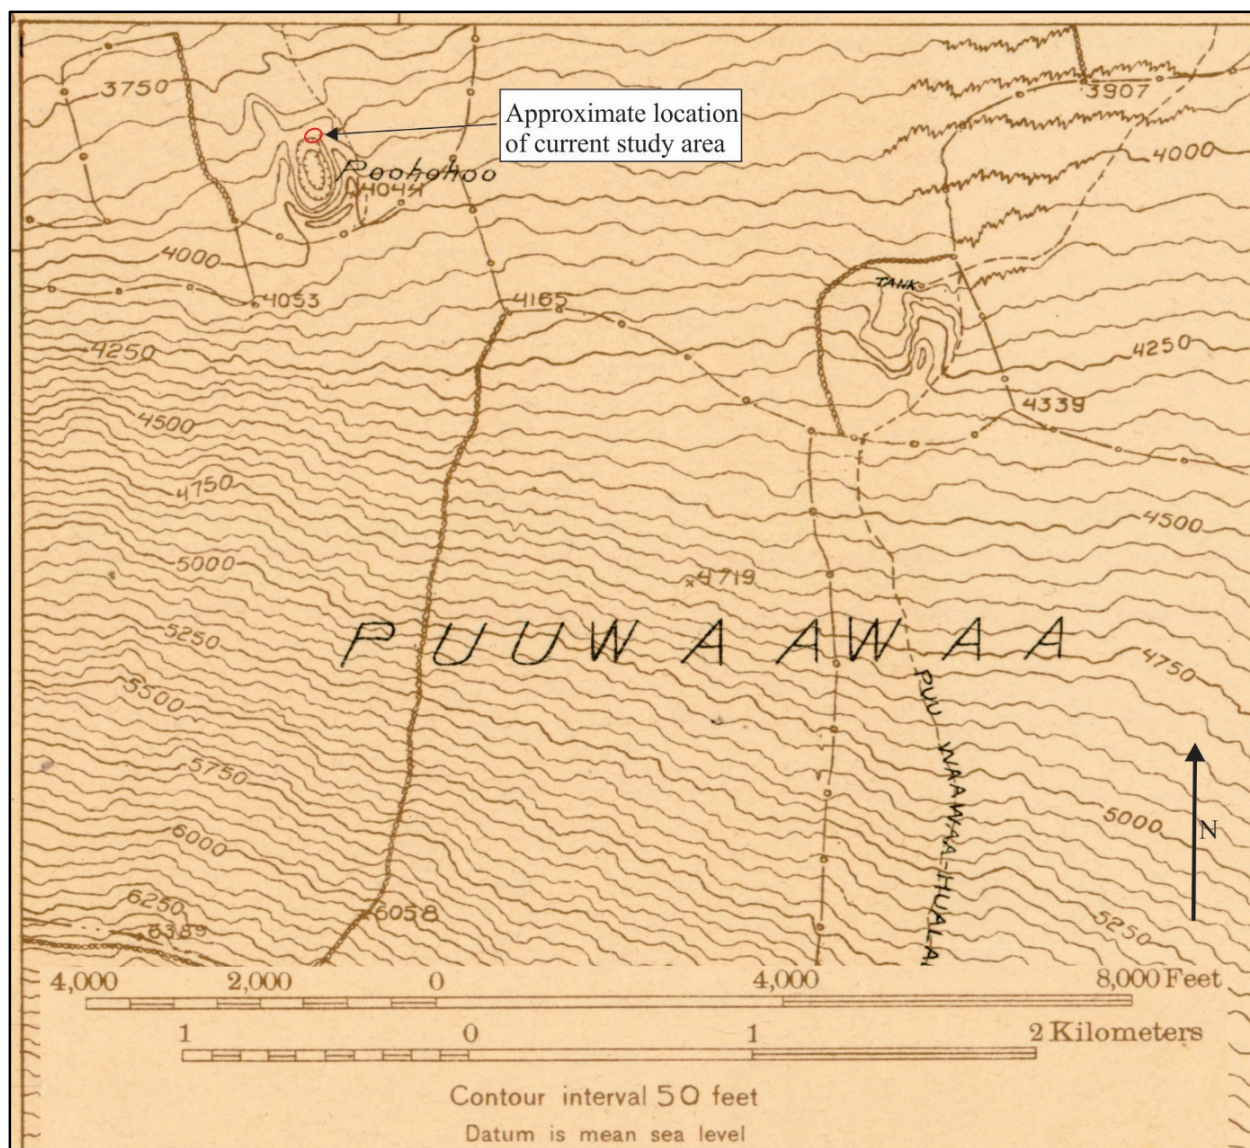 3750
3907
Approximate location
of current study area
4000
Poohohoo
4044
4000
TANK
4053
4165
4250
4250
4339
4500
4750
4500
5000
4719
5250
PUUWAAWAA
4750
PUU WAAWAA-HUALA
5500
5750
5000
N
6000
6250
6058
5250
6389
4,000 2,000 0 4,000 8,000 Feet
1 0 1 2 Kilometers
Contour interval 50 feet
Datum is mean sea level